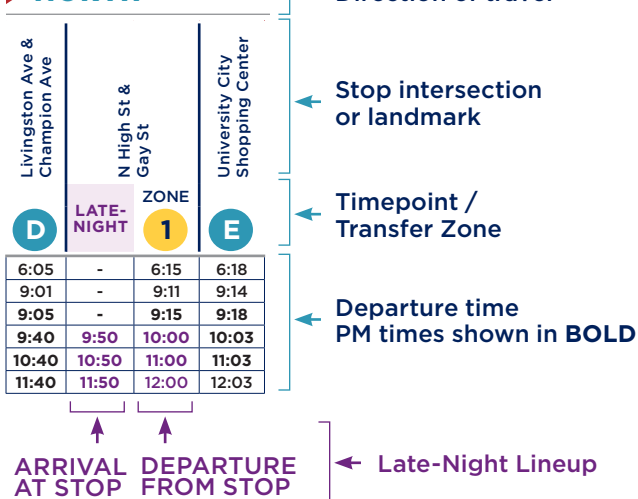 Livingston Ave &
Champion Ave
N High St &
Gay St
University City
Shopping Center
Stop intersection
or landmark
D
LATE-
NIGHT
ZONE
1
E
Timepoint /
Transfer Zone
6:05 - 6:15 6:18
9:01 - 9:11 9:14
9:05 - 9:15 9:18
9:40 9:50 10:00 10:03
10:40 10:50 11:00 11:03
11:40 11:50 12:00 12:03
Departure time
PM times shown in BOLD
ARRIVAL
AT STOP
DEPARTURE
FROM STOP
Late-Night Lineup